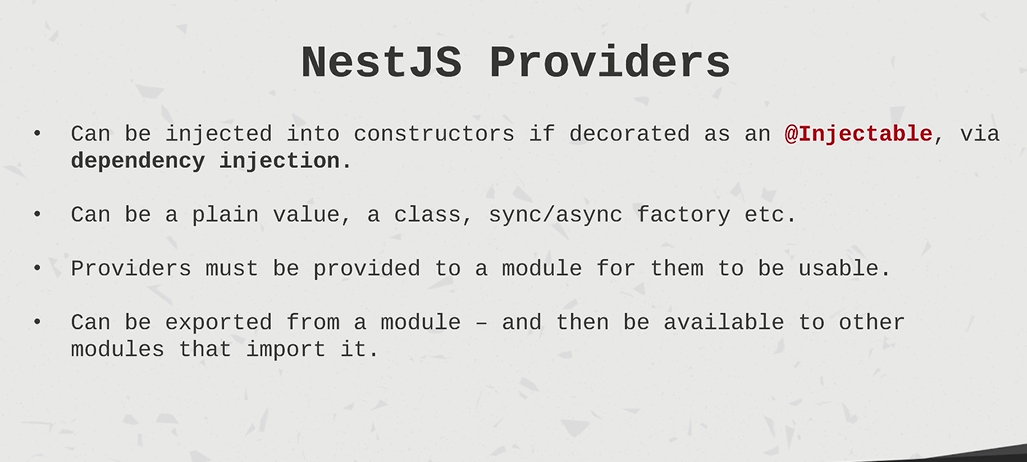 NestJS Providers
• Can be injected into constructors if decorated as an @Injectable, via
dependency injection.
• Can be a plain value, a class, sync/async factory etc.
• Providers must be provided to a module for them to be usable.
• Can be exported from a module – and then be available to other
modules that import it.